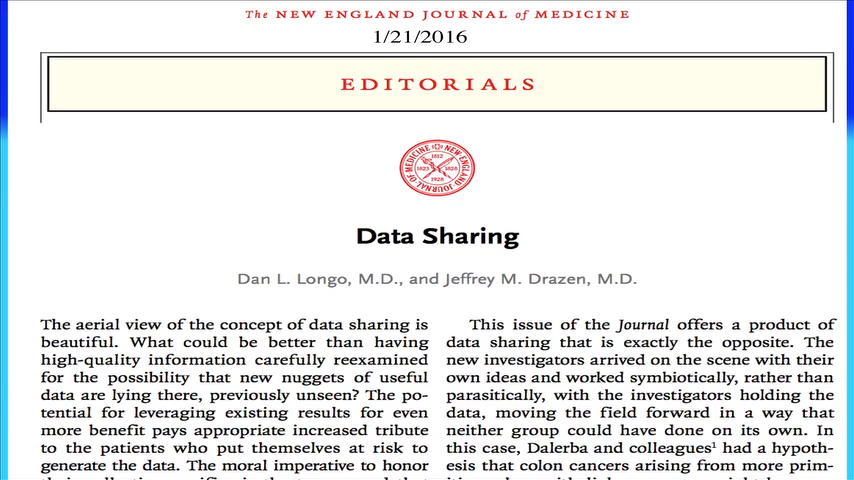 The NEW ENGLAND JOURNAL of MEDICINE
1/21/2016
EDITORIALS
Data Sharing
Dan L. Longo, M.D., and Jeffrey M. Drazen, M.D.
The aerial view of the concept of data sharing is
beautiful. What could be better than having
high-quality information carefully reexamined
for the possibility that new nuggets of useful
data are lying there, previously unseen? The po-
tential for leveraging existing results for even
more benefit pays appropriate increased tribute
to the patients who put themselves at risk to
generate the data. The moral imperative to honor
This issue of the Journal offers a product of
data sharing that is exactly the opposite. The
new investigators arrived on the scene with their
own ideas and worked symbiotically, rather than
parasitically, with the investigators holding the
data, moving the field forward in a way that
neither group could have done on its own. In
this case, Dalerba and colleagues¹ had a hypoth-
esis that colon cancers arising from more prim-